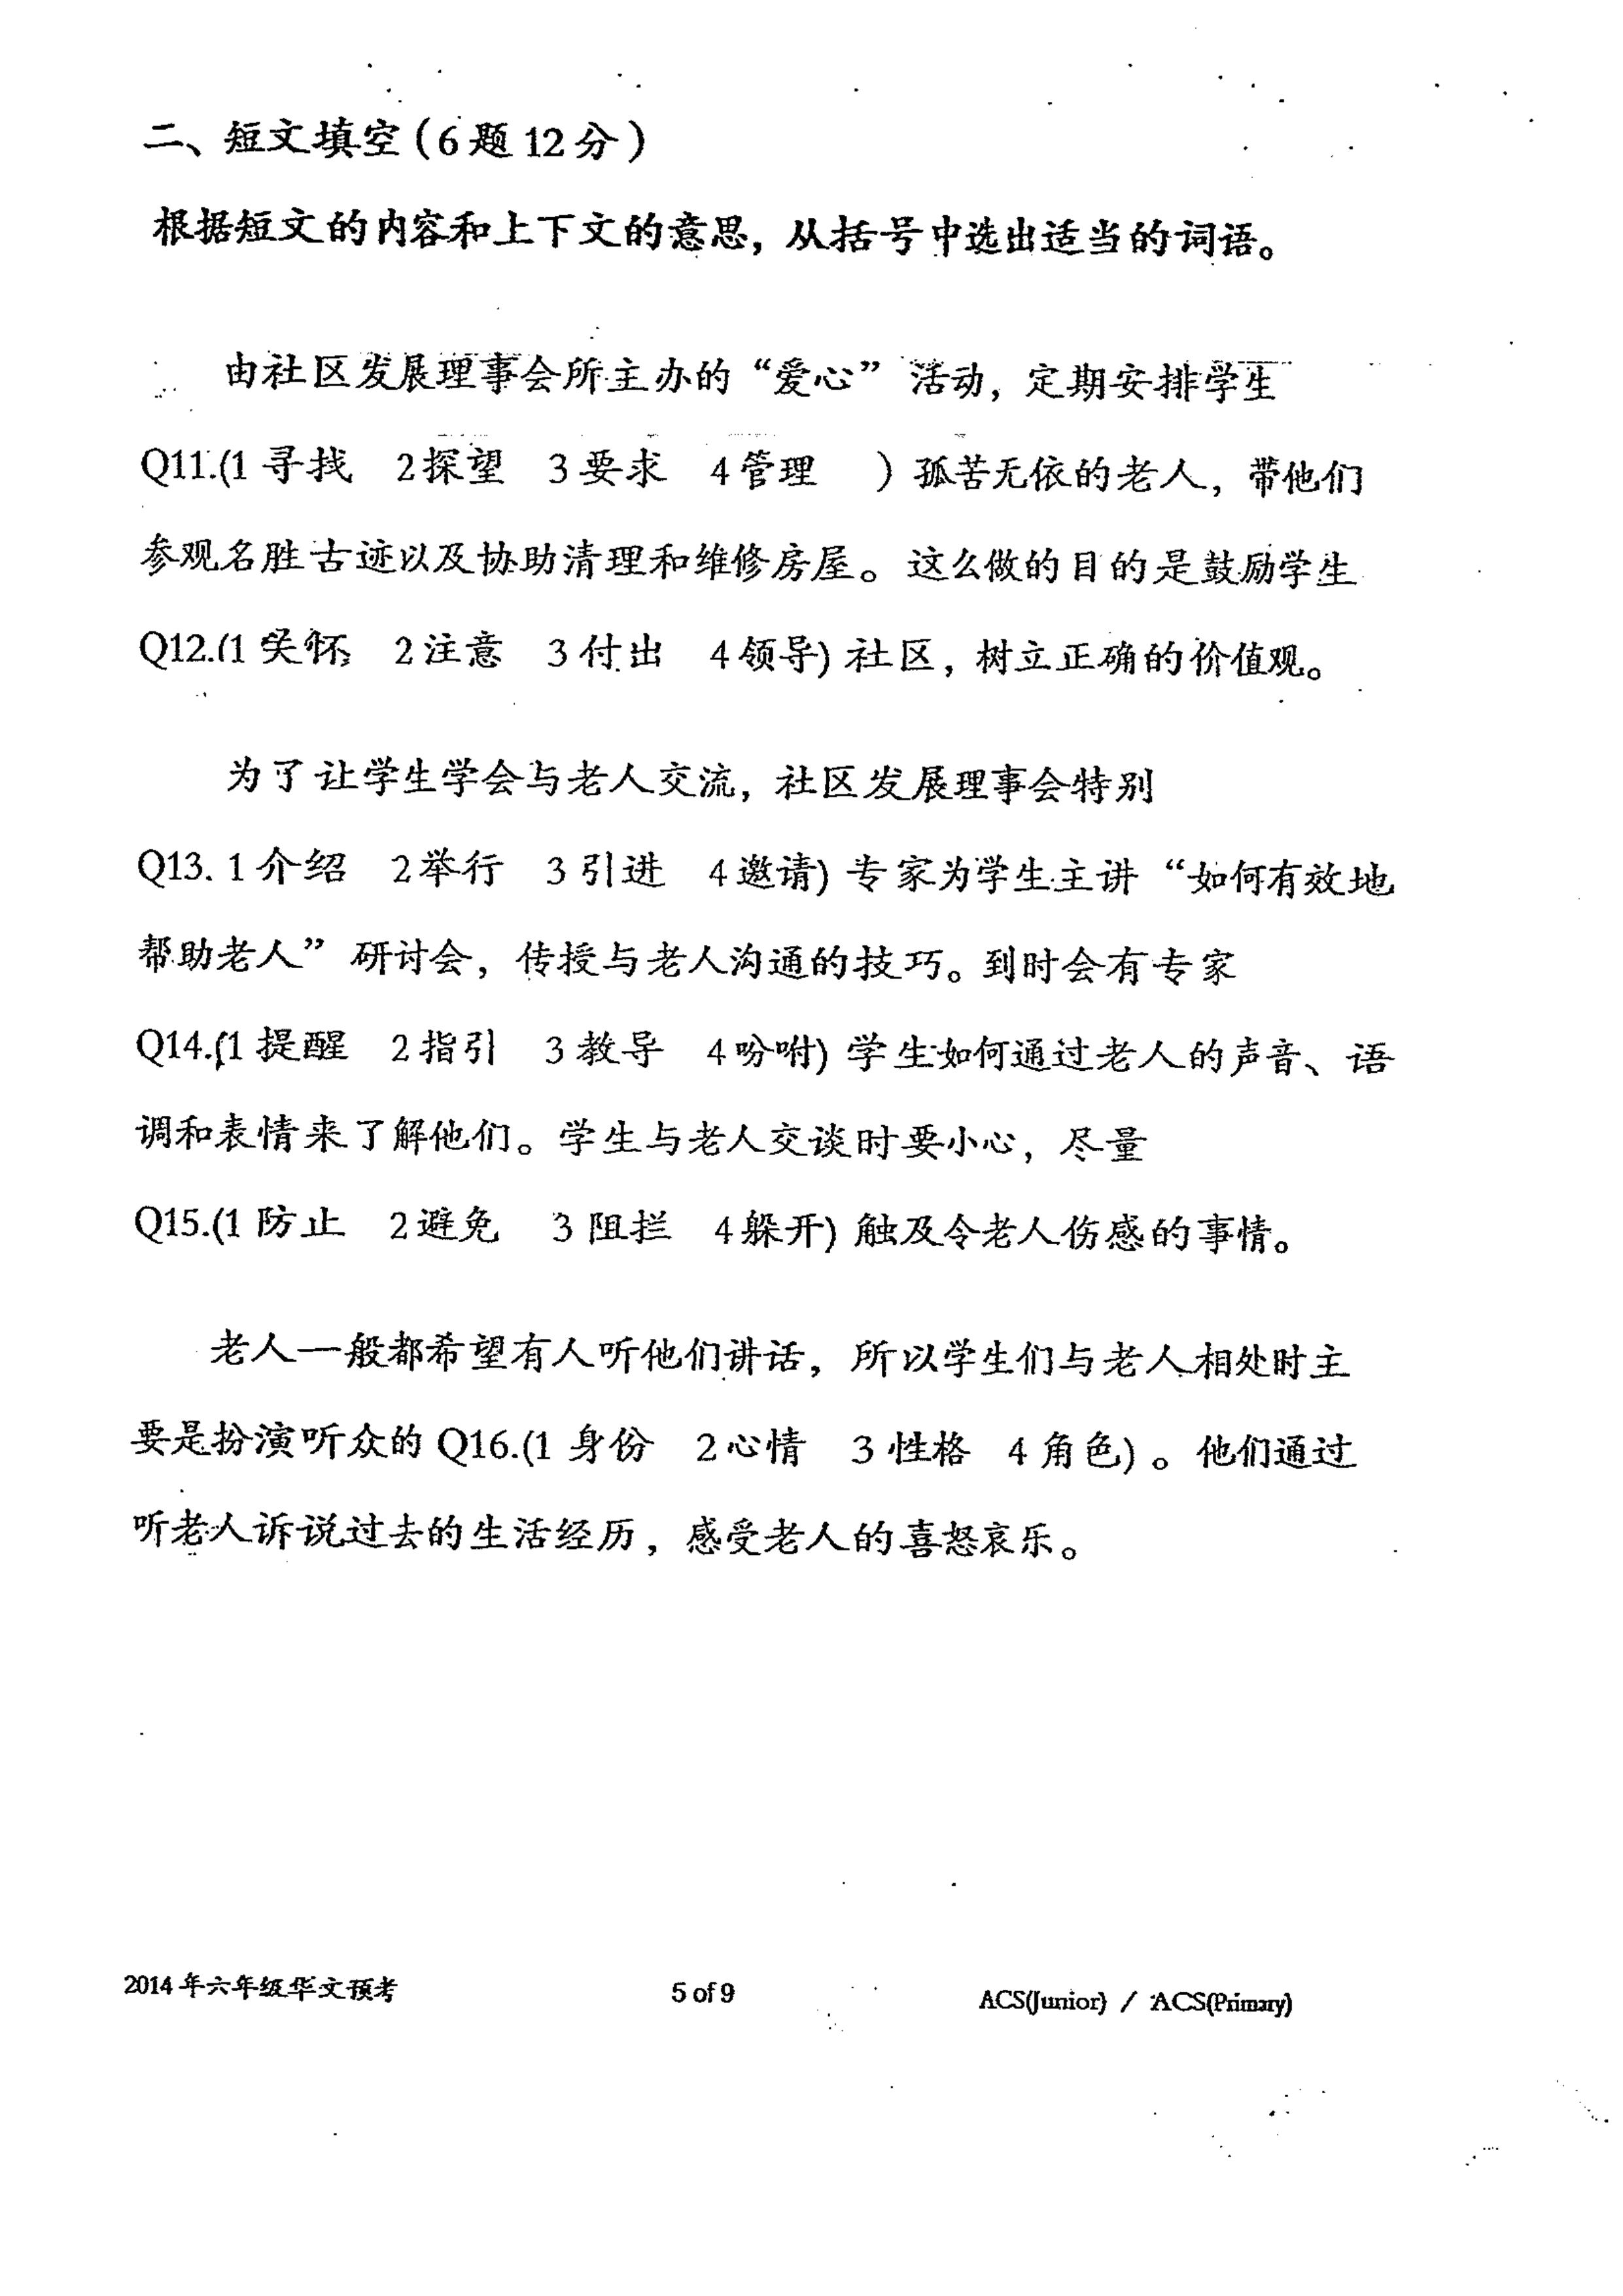 二、短文填空(6题12分)
根据短文的内容和上下文的意思，从括号中选出适当的词语。
由社区发展理事会所主办的“爱心”活动，定期安排学生
Q11.(1 寻找 2探望 3要求 4管理 ) 孤苦无依的老人，带他们
参观名胜古迹以及协助清理和维修房屋。这么做的目的是鼓励学生
Q12.(1 关怀 2注意 3付出 4领导) 社区，树立正确的价值观。
为了让学生学会与老人交流，社区发展理事会特别
Q13. 1 介绍 2举行 3引进 4邀请) 专家为学生主讲“如何有效地
帮助老人”研讨会，传授与老人沟通的技巧。到时会有专家
Q14.(1 提醒 2指引 3教导 4吩咐) 学生如何通过老人的声音、语
调和表情来了解他们。学生与老人交谈时要小心，尽量
Q15.(1 防止 2避免 3阻拦 4躲开) 触及令老人伤感的事情。
老人一般都希望有人听他们讲话，所以学生们与老人相处时主
要是扮演听众的 Q16.(1 身份 2心情 3性格 4角色)。他们通过
听老人诉说过去的生活经历，感受老人的喜怒哀乐。
2014年六年级华文预考 5 of 9 ACS(Junior) / ACS(Primary)